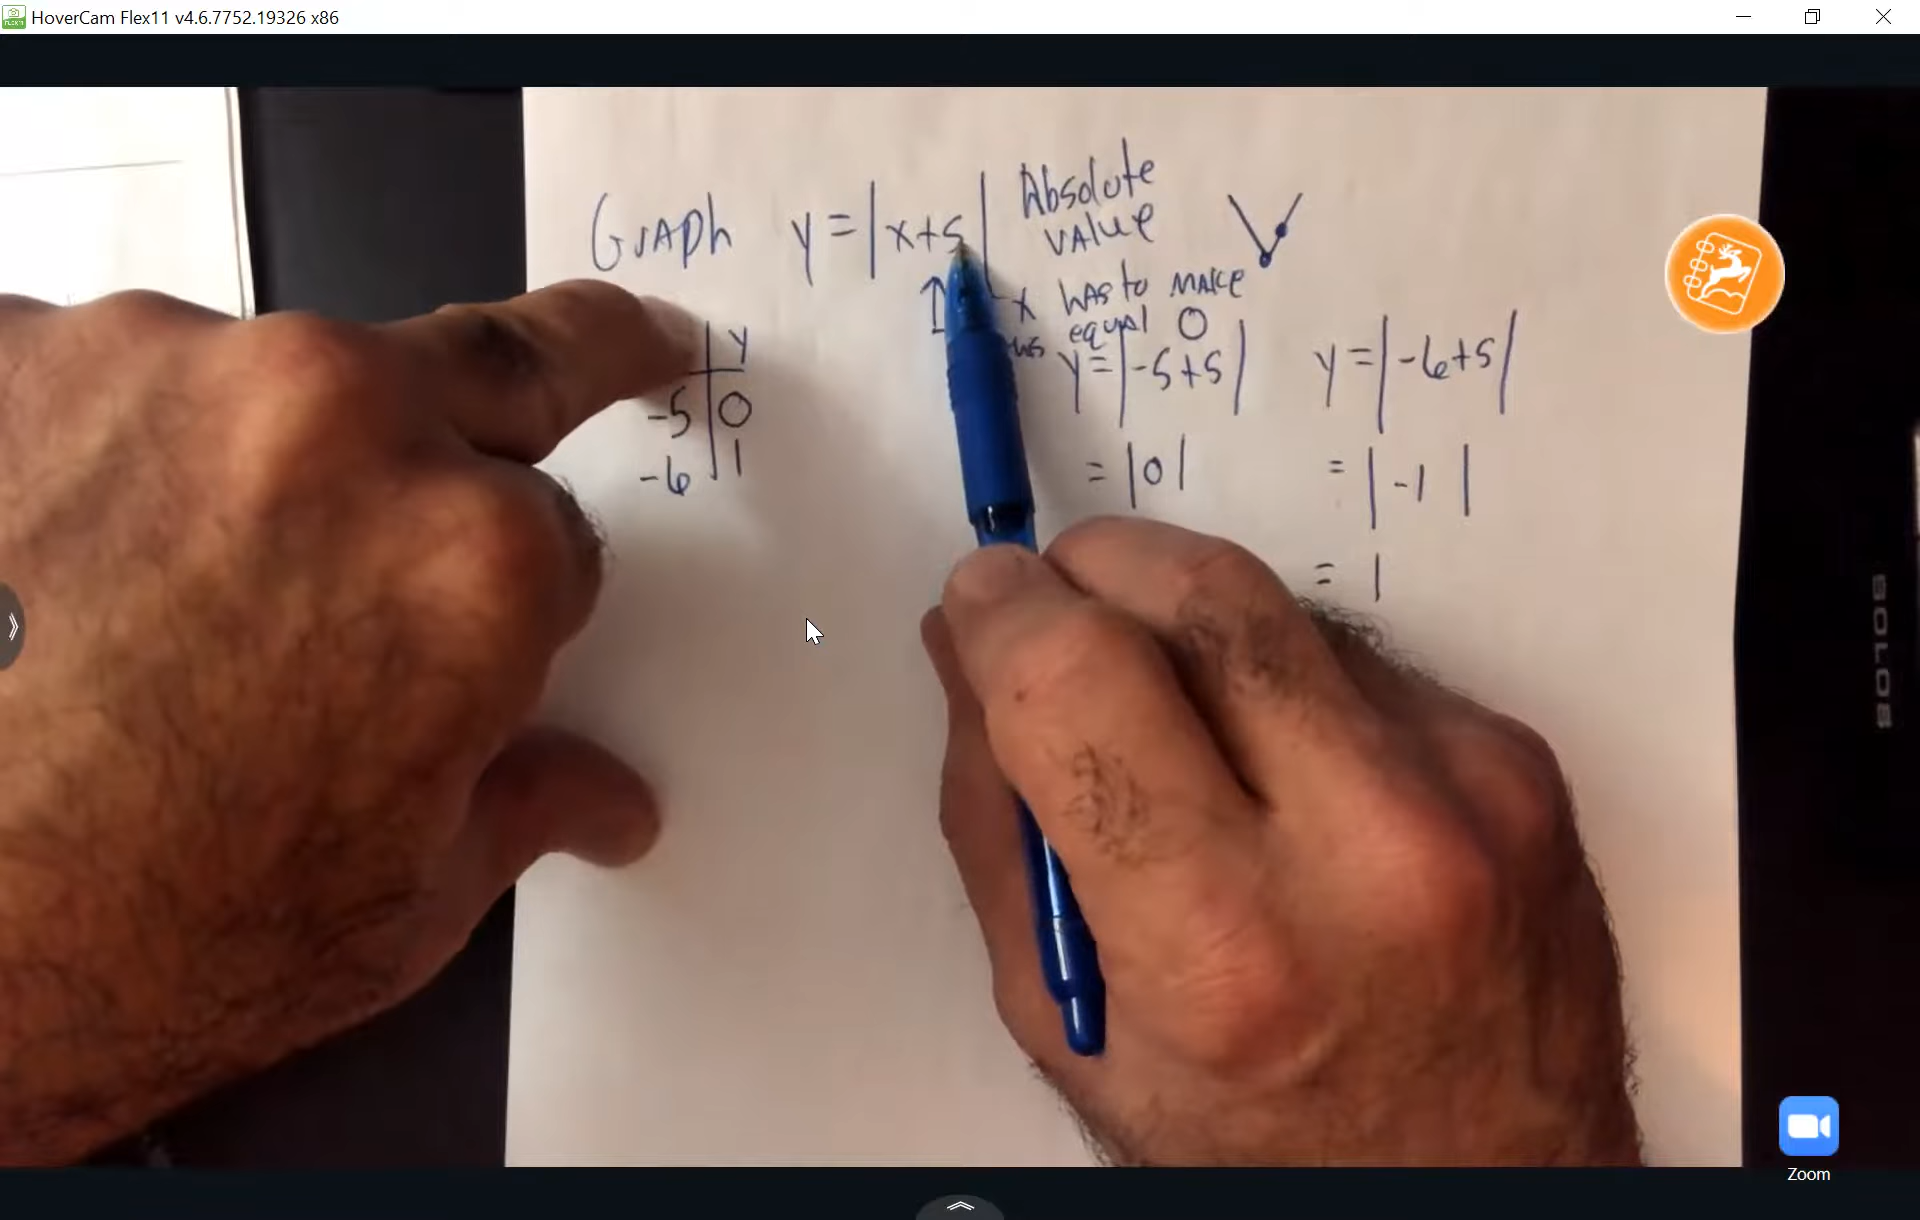 HoverCam Flex11 v4.6.7752.19326 x86
Graph y=|x+5| Absolute
value
x has to make
equal 0
y
-5 0
-6 1
y=|-5+5| y=|-6+5|
=|0| =|-1|
=1
SOLO8
Zoom